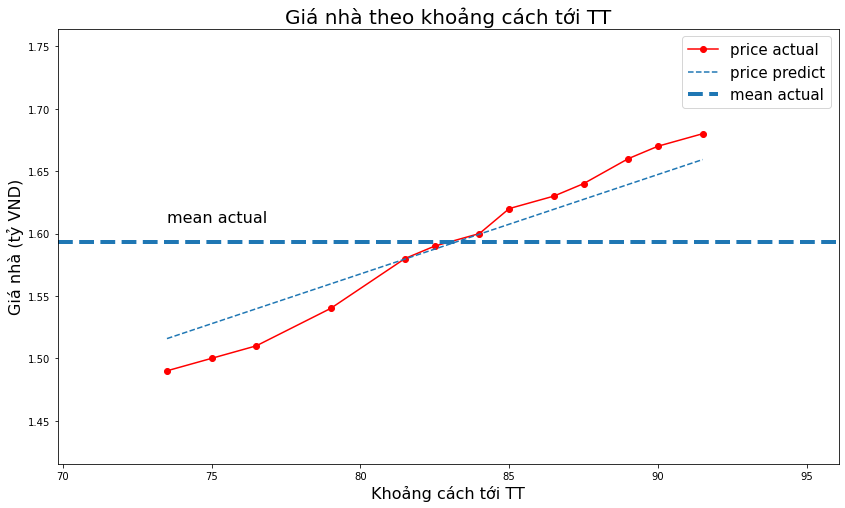 Giá nhà theo khoảng cách tới TT
price actual
price predict
mean actual
mean actual
Giá nhà (tỷ VND)
1.75
1.70
1.65
1.60
1.55
1.50
1.45
70 75 80 85 90 95
Khoảng cách tới TT